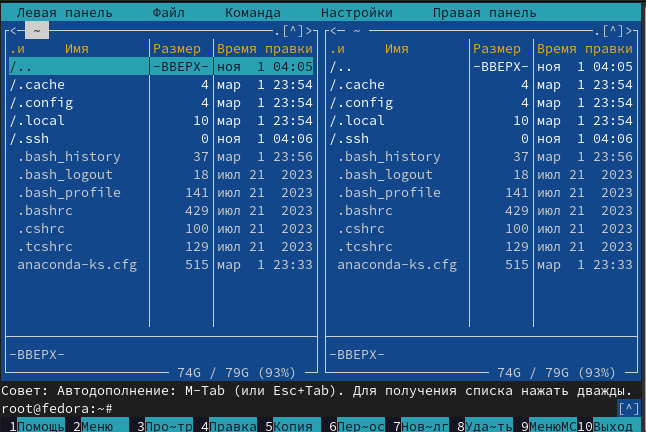 Левая панель Файл Команда Настройки Правая панель
<─ ~ .[^]> <─ ~ .[^]>
.и Имя Размер Время правки .и Имя Размер Время правки
/.. -ВВЕРХ- ноя 1 04:05 /.. -ВВЕРХ- ноя 1 04:05
/.cache 4 мар 1 23:54 /.cache 4 мар 1 23:54
/.config 4 мар 1 23:54 /.config 4 мар 1 23:54
/.local 10 мар 1 23:54 /.local 10 мар 1 23:54
/.ssh 0 ноя 1 04:06 /.ssh 0 ноя 1 04:06
.bash_history 37 мар 1 23:56 .bash_history 37 мар 1 23:56
.bash_logout 18 июл 21 2023 .bash_logout 18 июл 21 2023
.bash_profile 141 июл 21 2023 .bash_profile 141 июл 21 2023
.bashrc 429 июл 21 2023 .bashrc 429 июл 21 2023
.cshrc 100 июл 21 2023 .cshrc 100 июл 21 2023
.tcshrc 129 июл 21 2023 .tcshrc 129 июл 21 2023
anaconda-ks.cfg 515 мар 1 23:33 anaconda-ks.cfg 515 мар 1 23:33
-ВВЕРХ- -ВВЕРХ-
74G / 79G (93%) 74G / 79G (93%)
Совет: Автодополнение: M-Tab (или Esc+Tab). Для получения списка нажать дважды.
root@fedora:~# [^]
1Помощь 2Меню 3Про~тр 4Правка 5Копия 6Пер~ос 7Нов~лг 8Уда~ть 9МенюMC 10Выход